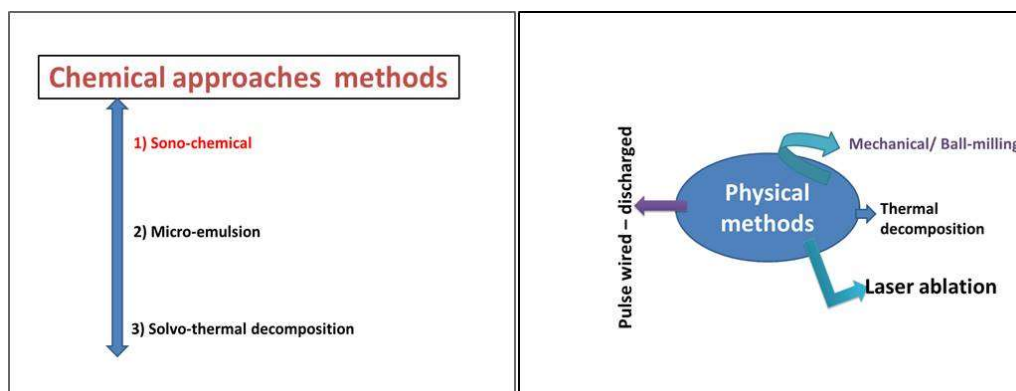 Chemical approaches methods
1) Sono-chemical
2) Micro-emulsion
3) Solvo-thermal decomposition
Pulse wired – discharged
Physical
methods
Mechanical/ Ball-milling
Thermal
decomposition
Laser ablation